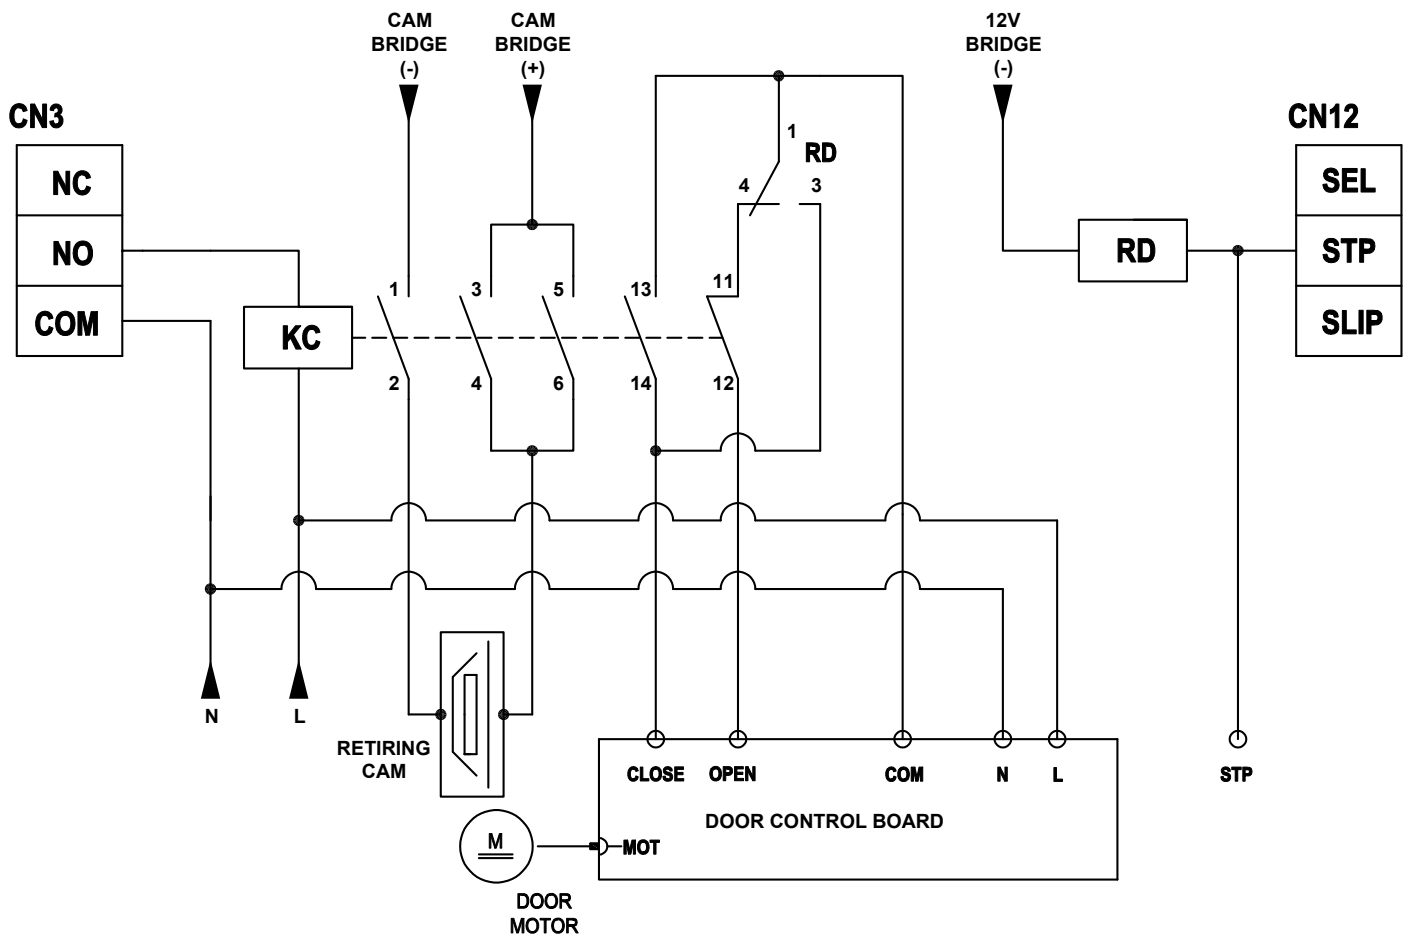 CAM
BRIDGE
(-)
CAM
BRIDGE
(+)
12V
BRIDGE
(-)
CN3
NC
NO
COM
CN12
SEL
STP
SLIP
1
RD
4
3
RD
KC
1
3
5
13
11
2
4
6
14
12
N
L
RETIRING
CAM
CLOSE
OPEN
COM
N
L
STP
DOOR CONTROL BOARD
M
MOT
DOOR
MOTOR